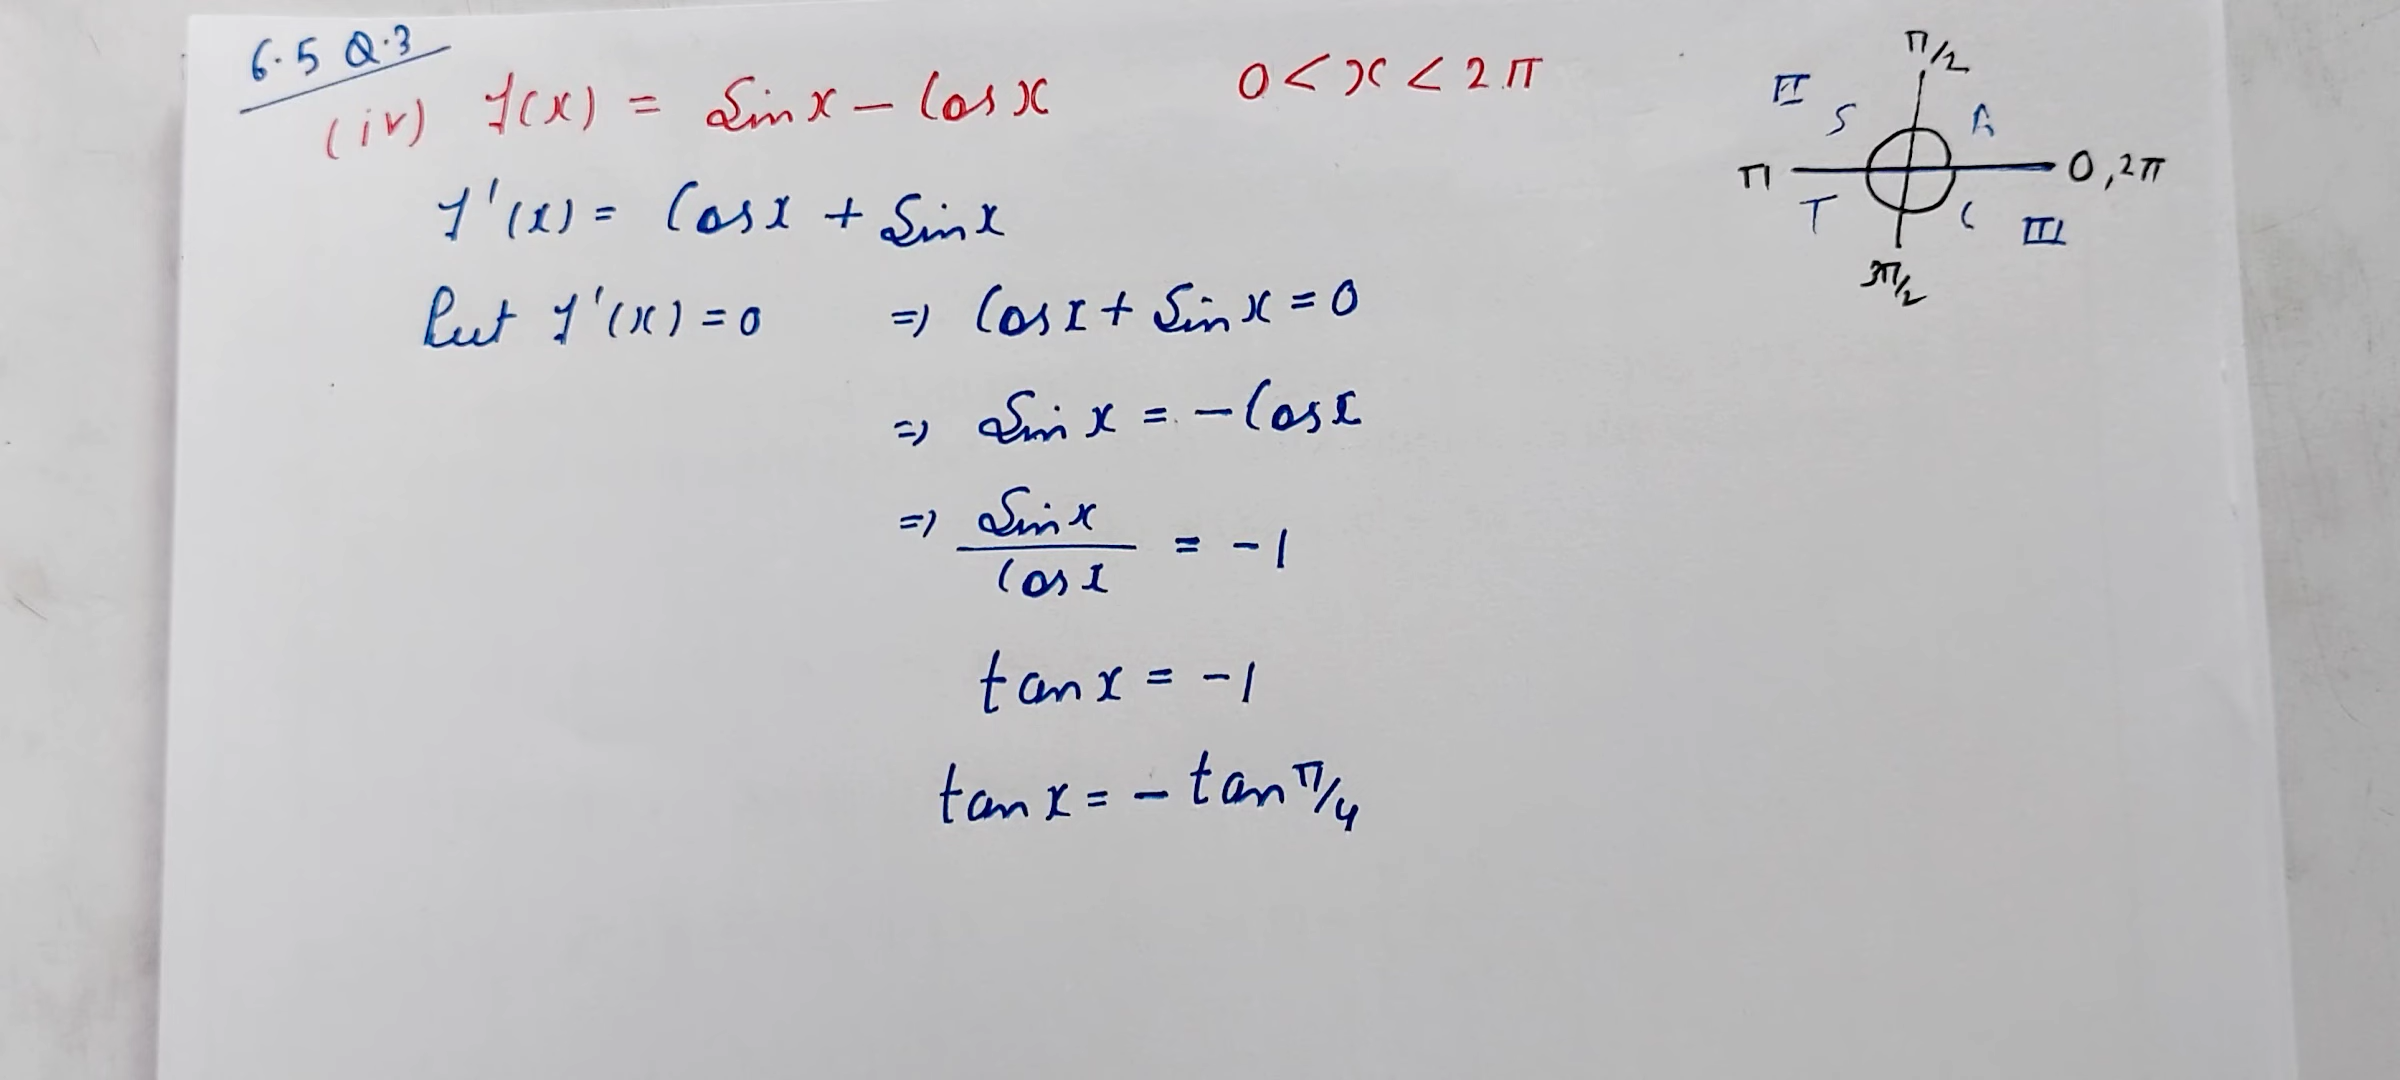 6.5 Q.3
(iv) f(x) = Sin x - Cos x 0 < x < 2π
f'(x) = Cos x + Sin x
Put f'(x) = 0 => Cos x + Sin x = 0
=> Sin x = - Cos x
=> Sin x / Cos x = -1
tan x = -1
tan x = - tan π/4
π/2
II S A
π 0, 2π
T C III
3π/2